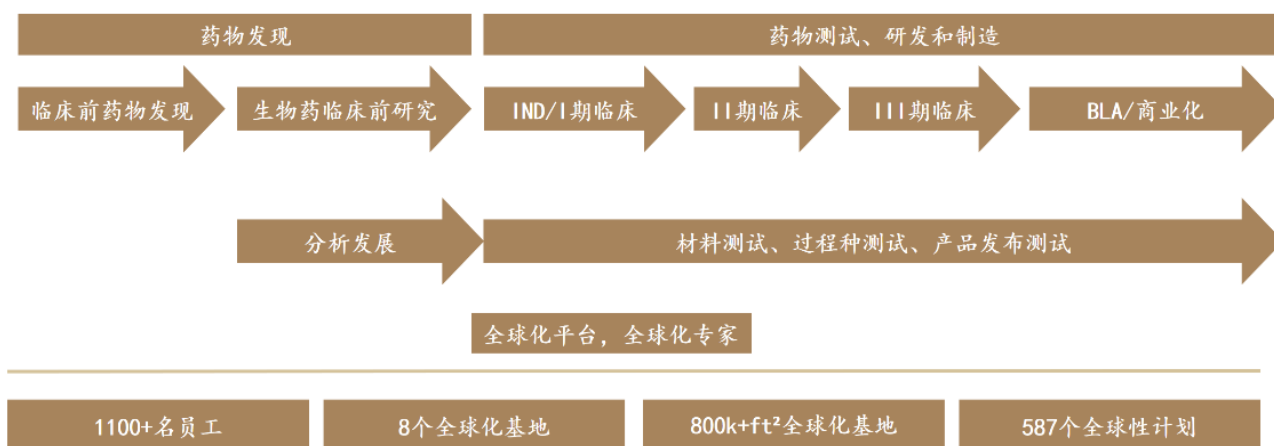 药物发现
药物测试、研发和制造
临床前药物发现
生物药临床前研究
IND/I期临床
II期临床
III期临床
BLA/商业化
分析发展
材料测试、过程种测试、产品发布测试
全球化平台，全球化专家
1100+名员工
8个全球化基地
800k+ft²全球化基地
587个全球性计划